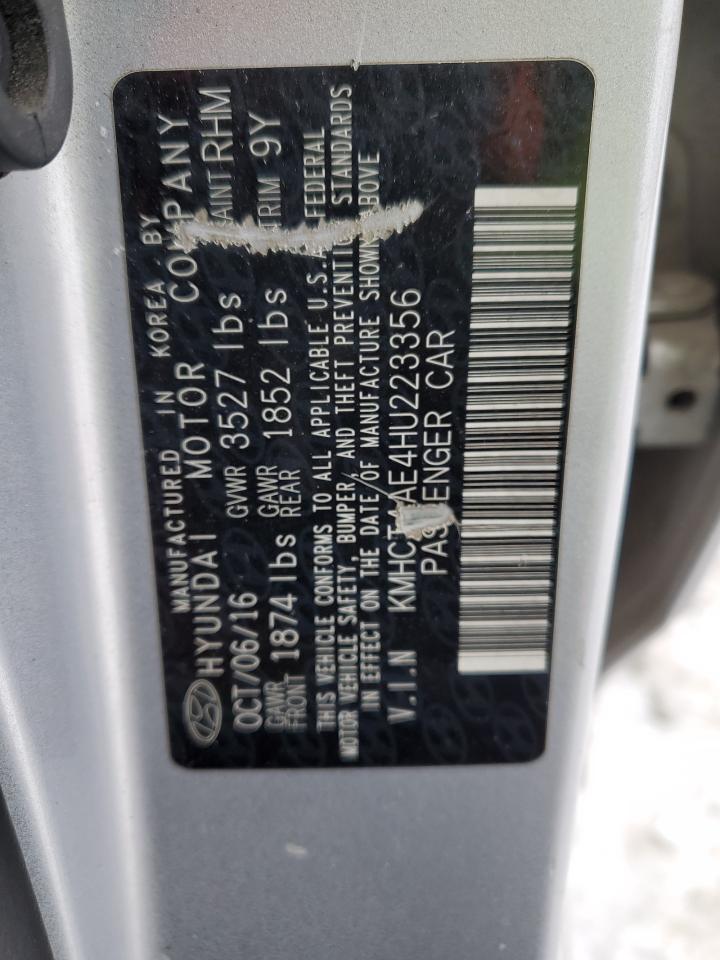 MANUFACTURED IN KOREA BY
HYUNDAI MOTOR COMPANY
OCT/06/16 GVWR 3527 lbs PAINT RHM
GAWR FRONT 1874 lbs GAWR REAR 1852 lbs TRIM 9Y
THIS VEHICLE CONFORMS TO ALL APPLICABLE U.S.A. FEDERAL
MOTOR VEHICLE SAFETY, BUMPER, AND THEFT PREVENTION STANDARDS
IN EFFECT ON THE DATE OF MANUFACTURE SHOWN ABOVE
V.I.N KMHCT4AE4HU223356
PASSENGER CAR